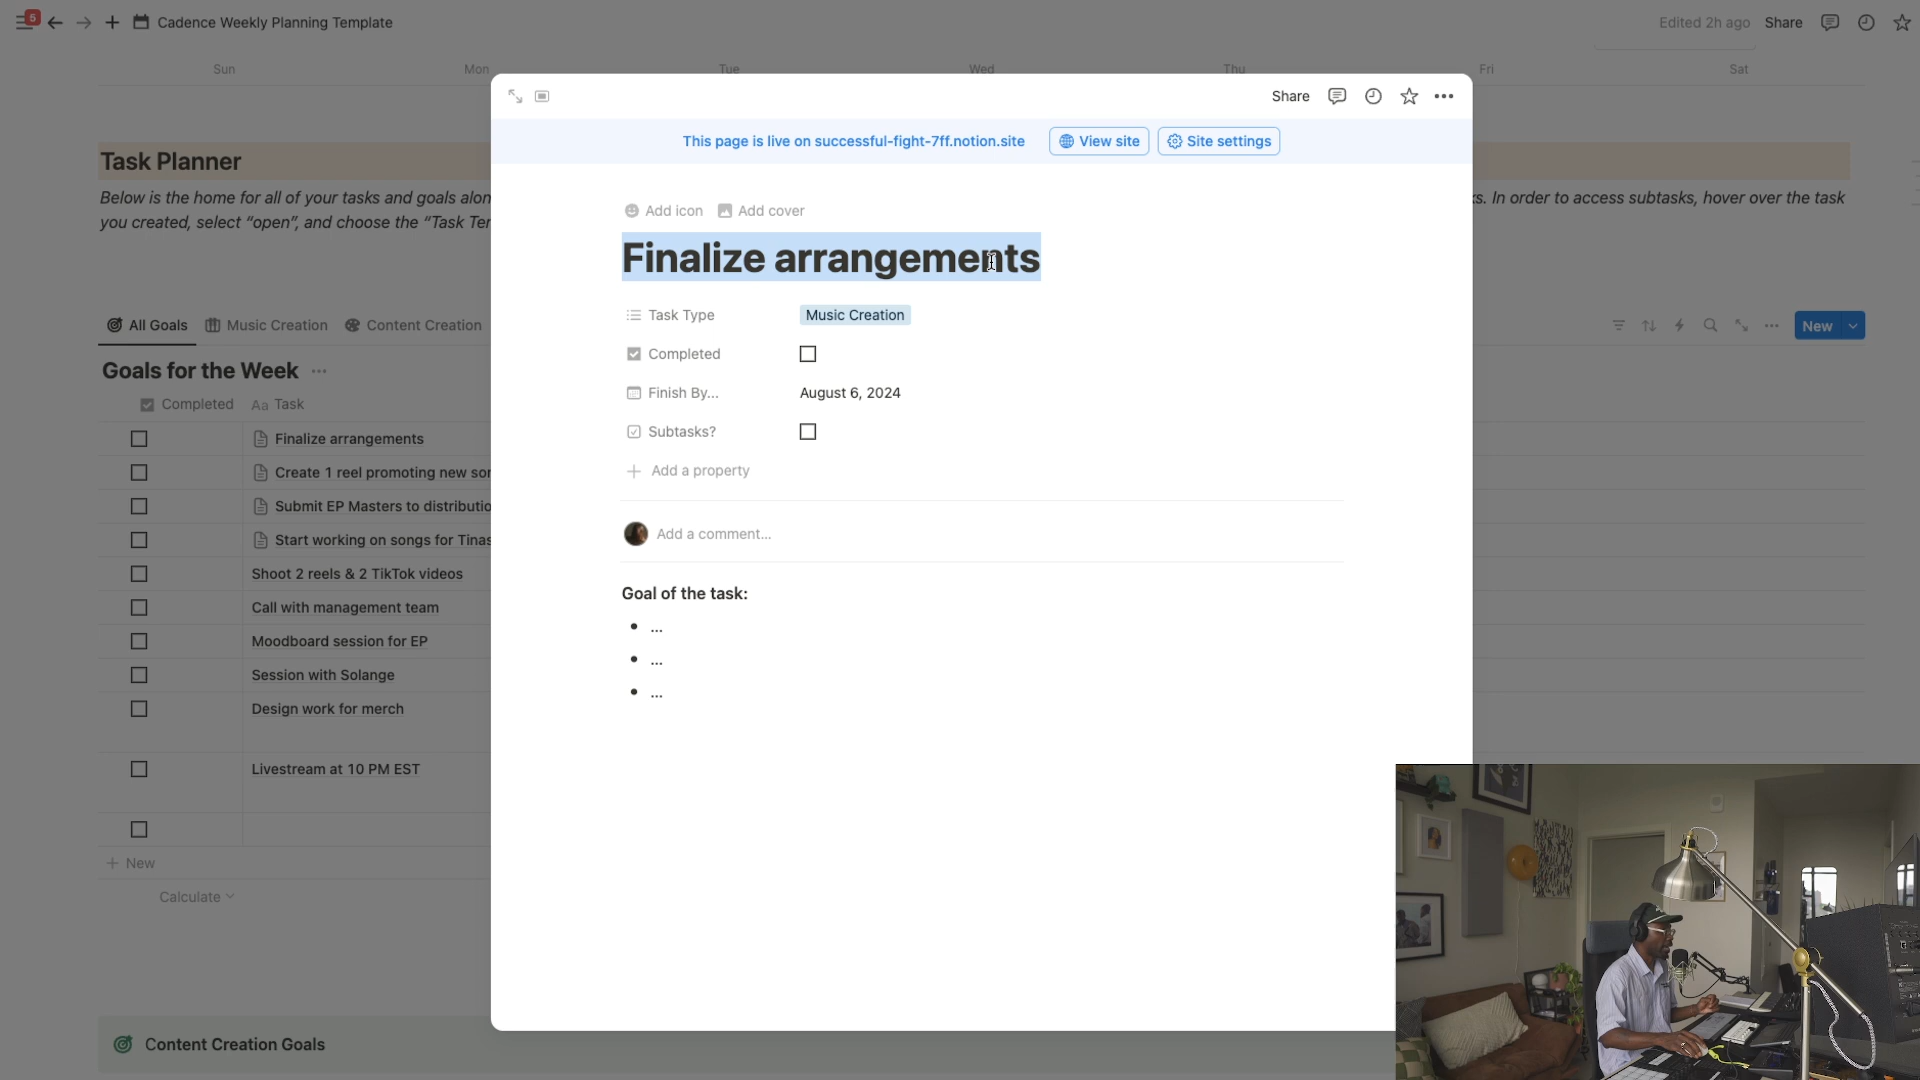 5
Cadence Weekly Planning Template
Edited 2h ago
Share
Sun
Mon
Tue
Wed
Thu
Fri
Sat
Task Planner
Below is the home for all of your tasks and goals alon
ks. In order to access subtasks, hover over the task
you created, select “open”, and choose the “Task Ter
All Goals
Music Creation
Content Creation
New
Goals for the Week
Completed
Aa Task
Finalize arrangements
Create 1 reel promoting new sor
Submit EP Masters to distributio
Start working on songs for Tinas
Shoot 2 reels & 2 TikTok videos
Call with management team
Moodboard session for EP
Session with Solange
Design work for merch
Livestream at 10 PM EST
New
Calculate
Content Creation Goals
Share
This page is live on successful-fight-7ff.notion.site
View site
Site settings
Add icon
Add cover
Finalize arrangements
Task Type
Music Creation
Completed
Finish By...
August 6, 2024
Subtasks?
Add a property
Add a comment...
Goal of the task:
...
...
...